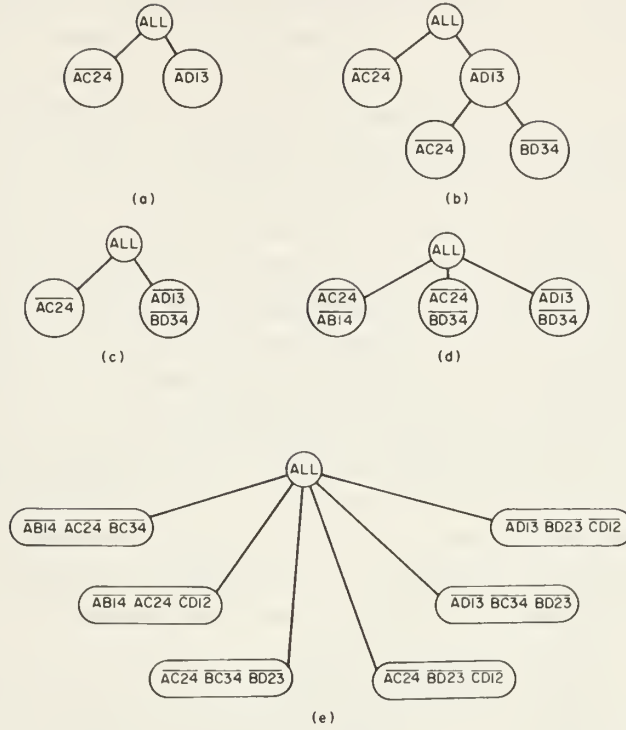 ALL
ALL
AC24 AD13
AC24 AD13
AC24 BD34
(a)
(b)
ALL
ALL
AC24
AD13
BD34
AC24
AB14
AC24
BD34
AD13
BD34
(c)
(d)
ALL
AB14 AC24 BC34
AD13 BD23 CD12
AB14 AC24 CD12
AD13 BC34 BD23
AC24 BC34 BD23
AC24 BD23 CD12
(e)